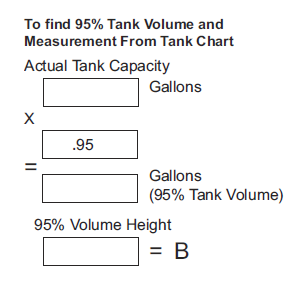 To find 95% Tank Volume and
Measurement From Tank Chart
Actual Tank Capacity
Gallons
X
.95
=
Gallons
(95% Tank Volume)
95% Volume Height
= B